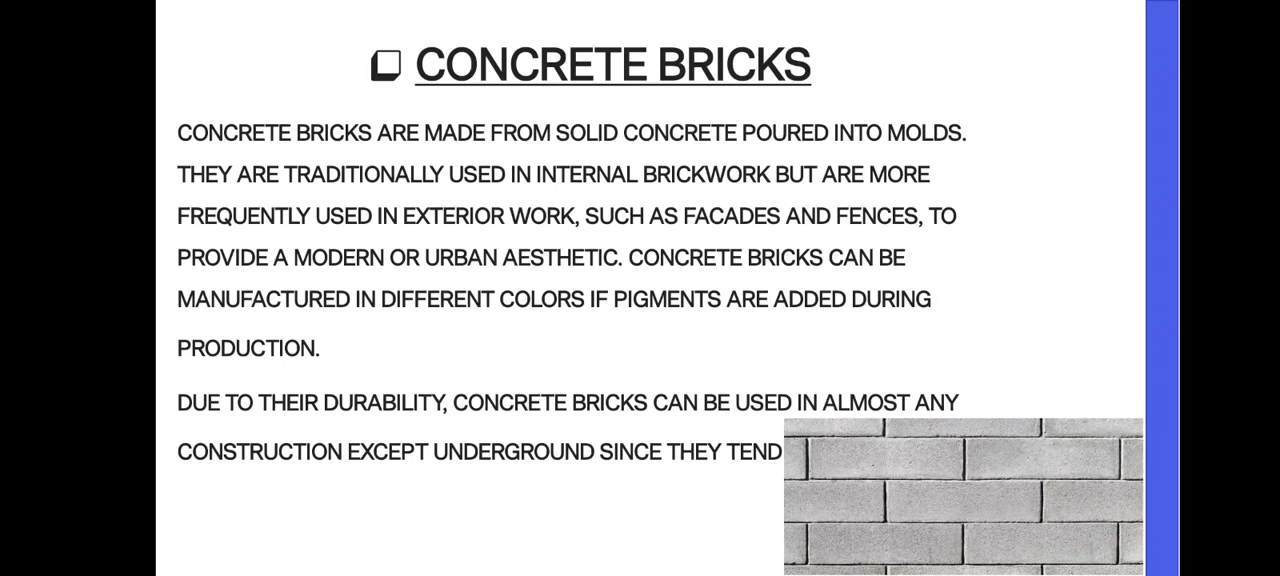 CONCRETE BRICKS
CONCRETE BRICKS ARE MADE FROM SOLID CONCRETE POURED INTO MOLDS.
THEY ARE TRADITIONALLY USED IN INTERNAL BRICKWORK BUT ARE MORE
FREQUENTLY USED IN EXTERIOR WORK, SUCH AS FACADES AND FENCES, TO
PROVIDE A MODERN OR URBAN AESTHETIC. CONCRETE BRICKS CAN BE
MANUFACTURED IN DIFFERENT COLORS IF PIGMENTS ARE ADDED DURING
PRODUCTION.
DUE TO THEIR DURABILITY, CONCRETE BRICKS CAN BE USED IN ALMOST ANY
CONSTRUCTION EXCEPT UNDERGROUND SINCE THEY TEND